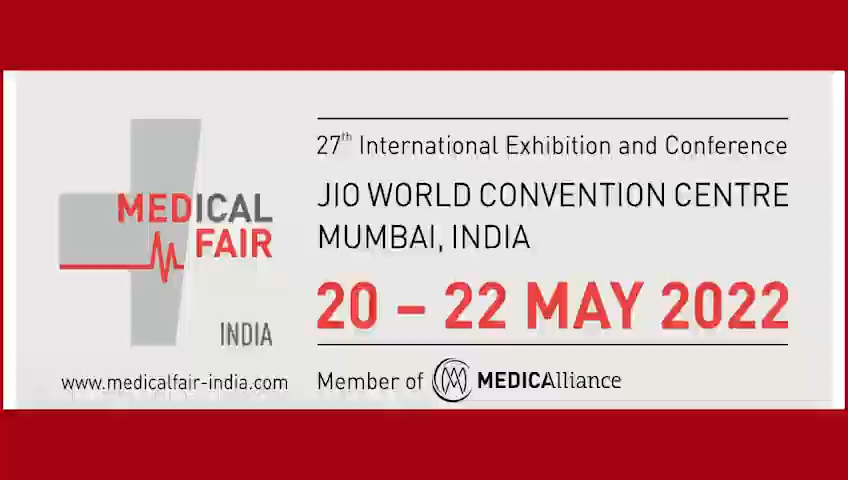 MEDICAL
FAIR
INDIA
www.medicalfair-india.com
27th International Exhibition and Conference
JIO WORLD CONVENTION CENTRE
MUMBAI, INDIA
20 – 22 MAY 2022
Member of MEDICAlliance